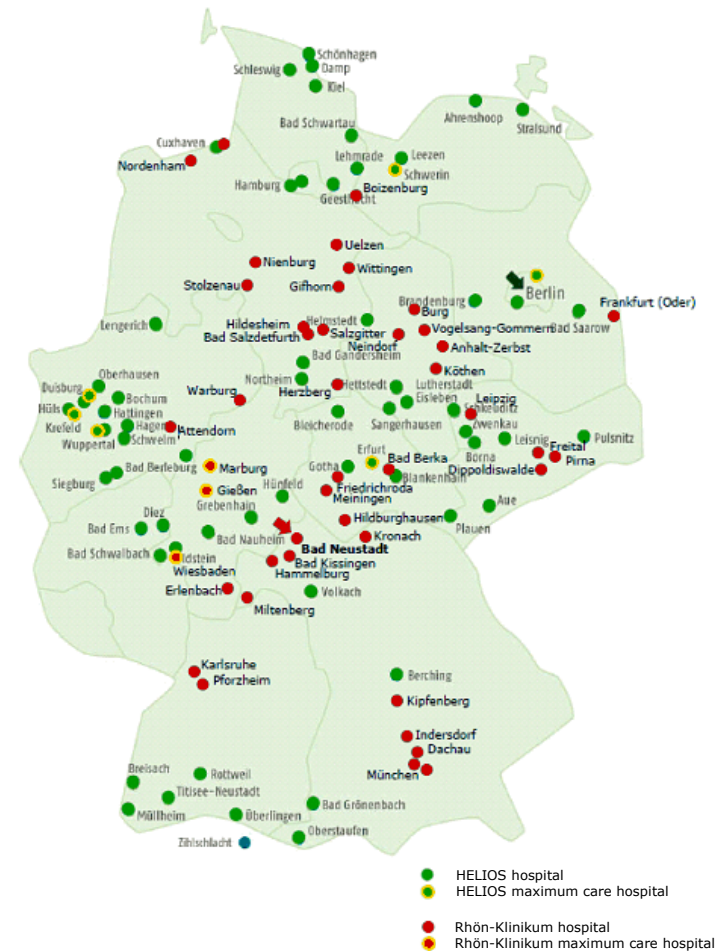 Schönhagen
Schleswig
Damp
Kiel
Ahrenshoop
Stralsund
Bad Schwartau
Cuxhaven
Nordenham
Lehmrade
Leezen
Schwerin
Hamburg
Geesthacht
Boizenburg
Uelzen
Nienburg
Wittingen
Stolzenau
Gifhorn
Berlin
Brandenburg
Frankfurt (Oder)
Burg
Lengerich
Hildesheim
Helmstedt
Bad Salzdetfurth
Salzgitter
Neindorf
Vogelsang-Gommern
Bad Saarow
Anhalt-Zerbst
Bad Gandersheim
Köthen
Oberhausen
Duisburg
Northeim
Hettstedt
Lutherstadt
Eisleben
Warburg
Herzberg
Leipzig
Schkeuditz
Hüls
Bochum
Hattingen
Krefeld
Hagen
Attendorn
Bleicherode
Sangerhausen
Zwenkau
Wuppertal
Schwelm
Borna
Leisnig
Pulsnitz
Freital
Pirna
Dippoldiswalde
Erfurt
Bad Berka
Gotha
Blankenhain
Bad Berleburg
Marburg
Siegburg
Hünfeld
Friedrichroda
Meiningen
Gießen
Grebenhain
Aue
Diez
Bad Ems
Hildburghausen
Plauen
Bad Nauheim
Kronach
Bad Neustadt
Bad Schwalbach
Idstein
Bad Kissingen
Wiesbaden
Hammelburg
Erlenbach
Volkach
Miltenberg
Karlsruhe
Pforzheim
Berching
Kipfenberg
Indersdorf
Dachau
München
Breisach
Rottweil
Titisee-Neustadt
Müllheim
Überlingen
Bad Grönenbach
Oberstaufen
Zihlschlacht
HELIOS hospital
HELIOS maximum care hospital
Rhön-Klinikum hospital
Rhön-Klinikum maximum care hospital